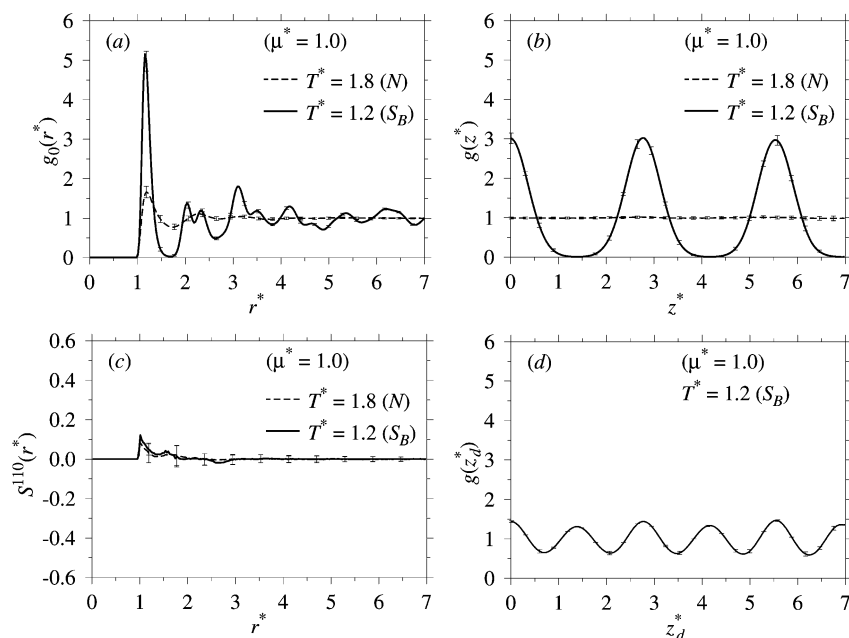 (a) (μ* = 1.0)
T* = 1.8 (N)
T* = 1.2 (S_B)
g_0(r*)
6
5
4
3
2
1
0
0 1 2 3 4 5 6 7
r*
(b) (μ* = 1.0)
T* = 1.8 (N)
T* = 1.2 (S_B)
g(z*)
6
5
4
3
2
1
0
0 1 2 3 4 5 6 7
z*
(c) (μ* = 1.0)
T* = 1.8 (N)
T* = 1.2 (S_B)
S^110(r*)
0.6
0.4
0.2
0.0
-0.2
-0.4
-0.6
0 1 2 3 4 5 6 7
r*
(d) (μ* = 1.0)
T* = 1.2 (S_B)
g(z_d*)
6
5
4
3
2
1
0
0 1 2 3 4 5 6 7
z_d*